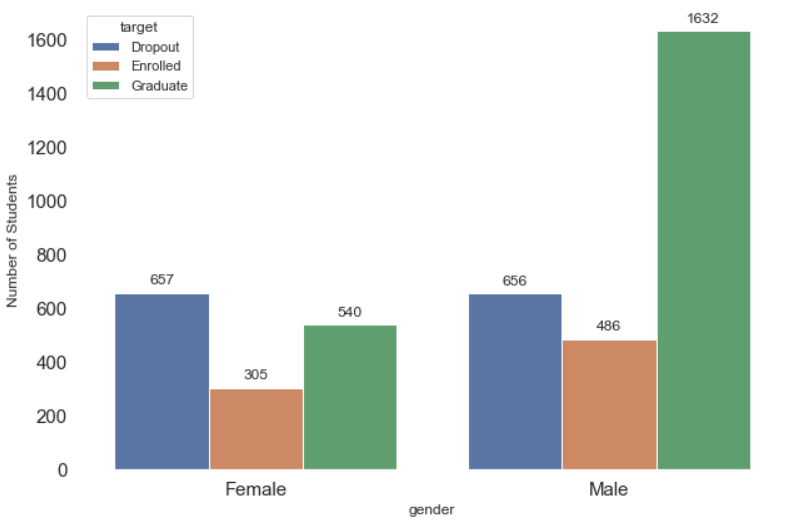 target
Dropout
Enrolled
Graduate
1632
1600
1400
1200
1000
800
600
400
200
0
Number of Students
657
305
540
656
486
Female
Male
gender